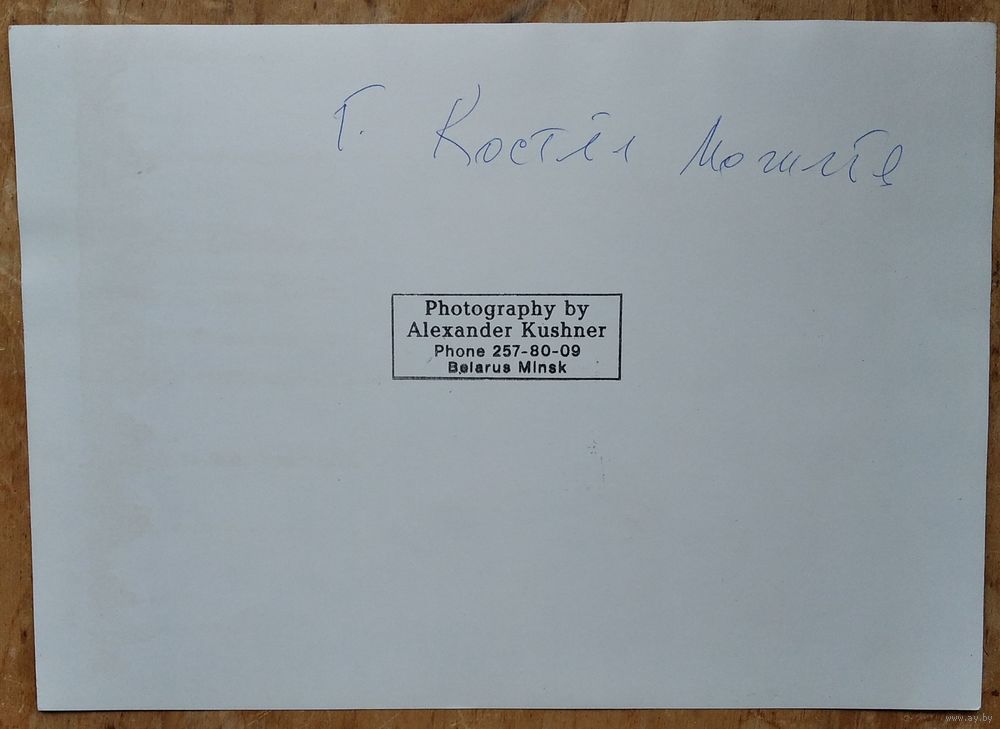 Г. Костёл Могилёв
Photography by
Alexander Kushner
Phone 257-80-09
Belarus Minsk
www.ay.by